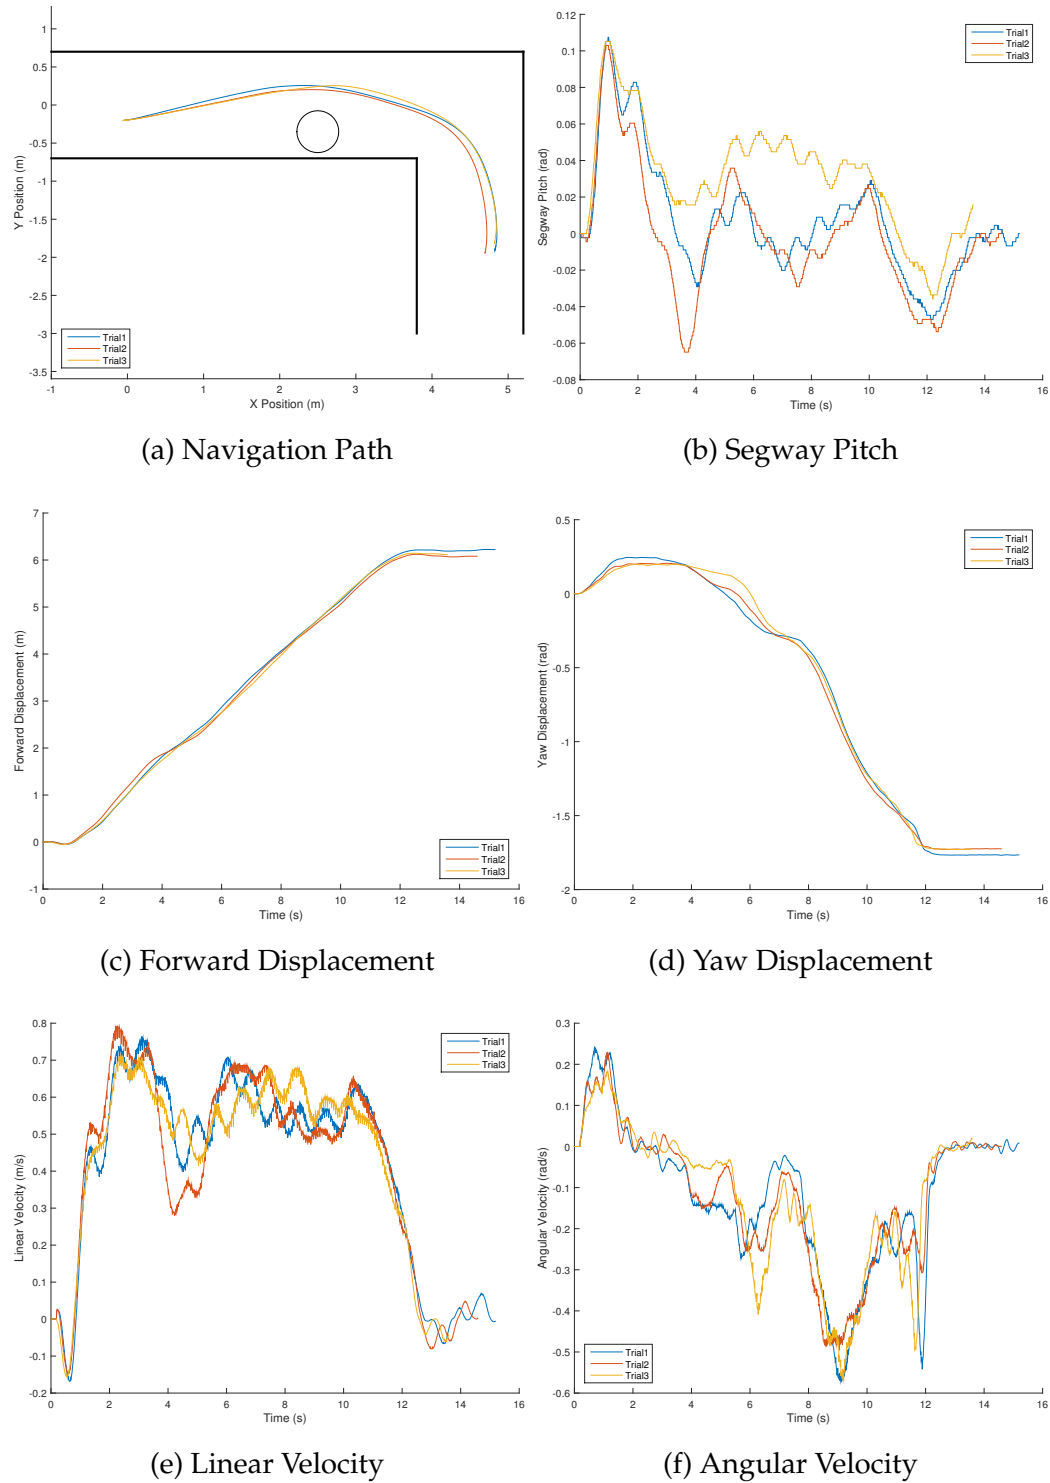 1
0.5
0
-0.5
-1
-1.5
-2
-2.5
-3
-3.5
Y Position (m)
-1
0
1
2
3
4
5
X Position (m)
Trial1
Trial2
Trial3
(a) Navigation Path
0.12
0.1
0.08
0.06
0.04
0.02
0
-0.02
-0.04
-0.06
-0.08
Segway Pitch (rad)
0 2 4 6 8 10 12 14 16
Time (s)
Trial1
Trial2
Trial3
(b) Segway Pitch
7
6
5
4
3
2
1
0
-1
Forward Displacement (m)
0 2 4 6 8 10 12 14 16
Time (s)
Trial1
Trial2
Trial3
(c) Forward Displacement
0.5
0
-0.5
-1
-1.5
-2
Yaw Displacement (rad)
0 2 4 6 8 10 12 14 16
Time (s)
Trial1
Trial2
Trial3
(d) Yaw Displacement
0.8
0.7
0.6
0.5
0.4
0.3
0.2
0.1
0
-0.1
-0.2
Linear Velocity (m/s)
0 2 4 6 8 10 12 14 16
Time (s)
Trial1
Trial2
Trial3
(e) Linear Velocity
0.3
0.2
0.1
0
-0.1
-0.2
-0.3
-0.4
-0.5
-0.6
Angular Velocity (rad/s)
0 2 4 6 8 10 12 14 16
Time (s)
Trial1
Trial2
Trial3
(f) Angular Velocity